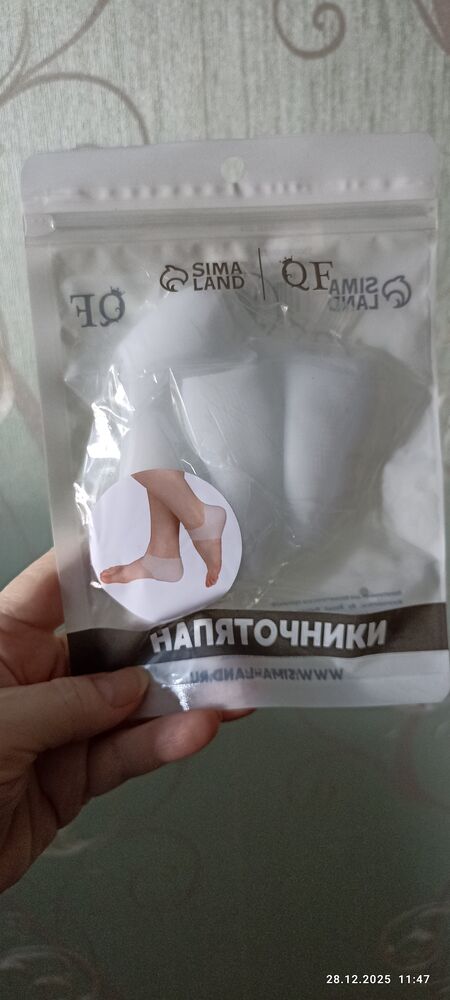 SIMA
LAND
QF
SIMA
LAND
QF
НАПЯТОЧНИКИ
WWW.SIMA-LAND.RU
28.12.2025 11:47